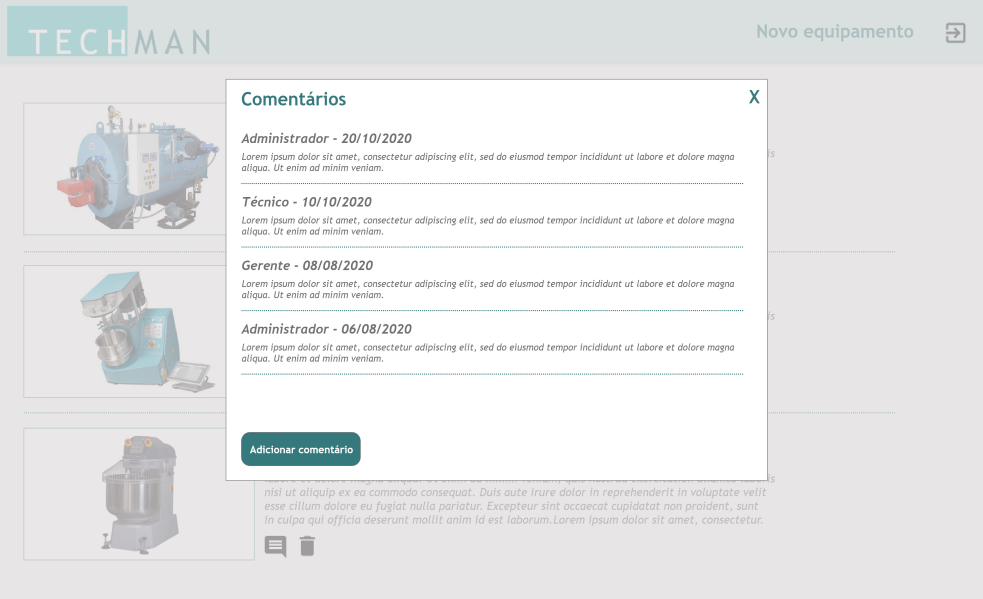 TECHMAN
Novo equipamento
Comentários
X
Administrador - 20/10/2020
Lorem ipsum dolor sit amet, consectetur adipiscing elit, sed do eiusmod tempor incididunt ut labore et dolore magna
aliqua. Ut enim ad minim veniam.
Técnico - 10/10/2020
Lorem ipsum dolor sit amet, consectetur adipiscing elit, sed do eiusmod tempor incididunt ut labore et dolore magna
aliqua. Ut enim ad minim veniam.
Gerente - 08/08/2020
Lorem ipsum dolor sit amet, consectetur adipiscing elit, sed do eiusmod tempor incididunt ut labore et dolore magna
aliqua. Ut enim ad minim veniam.
Administrador - 06/08/2020
Lorem ipsum dolor sit amet, consectetur adipiscing elit, sed do eiusmod tempor incididunt ut labore et dolore magna
aliqua. Ut enim ad minim veniam.
Adicionar comentário
nisi ut aliquip ex ea commodo consequat. Duis aute irure dolor in reprehenderit in voluptate velit
esse cillum dolore eu fugiat nulla pariatur. Excepteur sint occaecat cupidatat non proident, sunt
in culpa qui officia deserunt mollit anim id est laborum.Lorem ipsum dolor sit amet, consectetur.